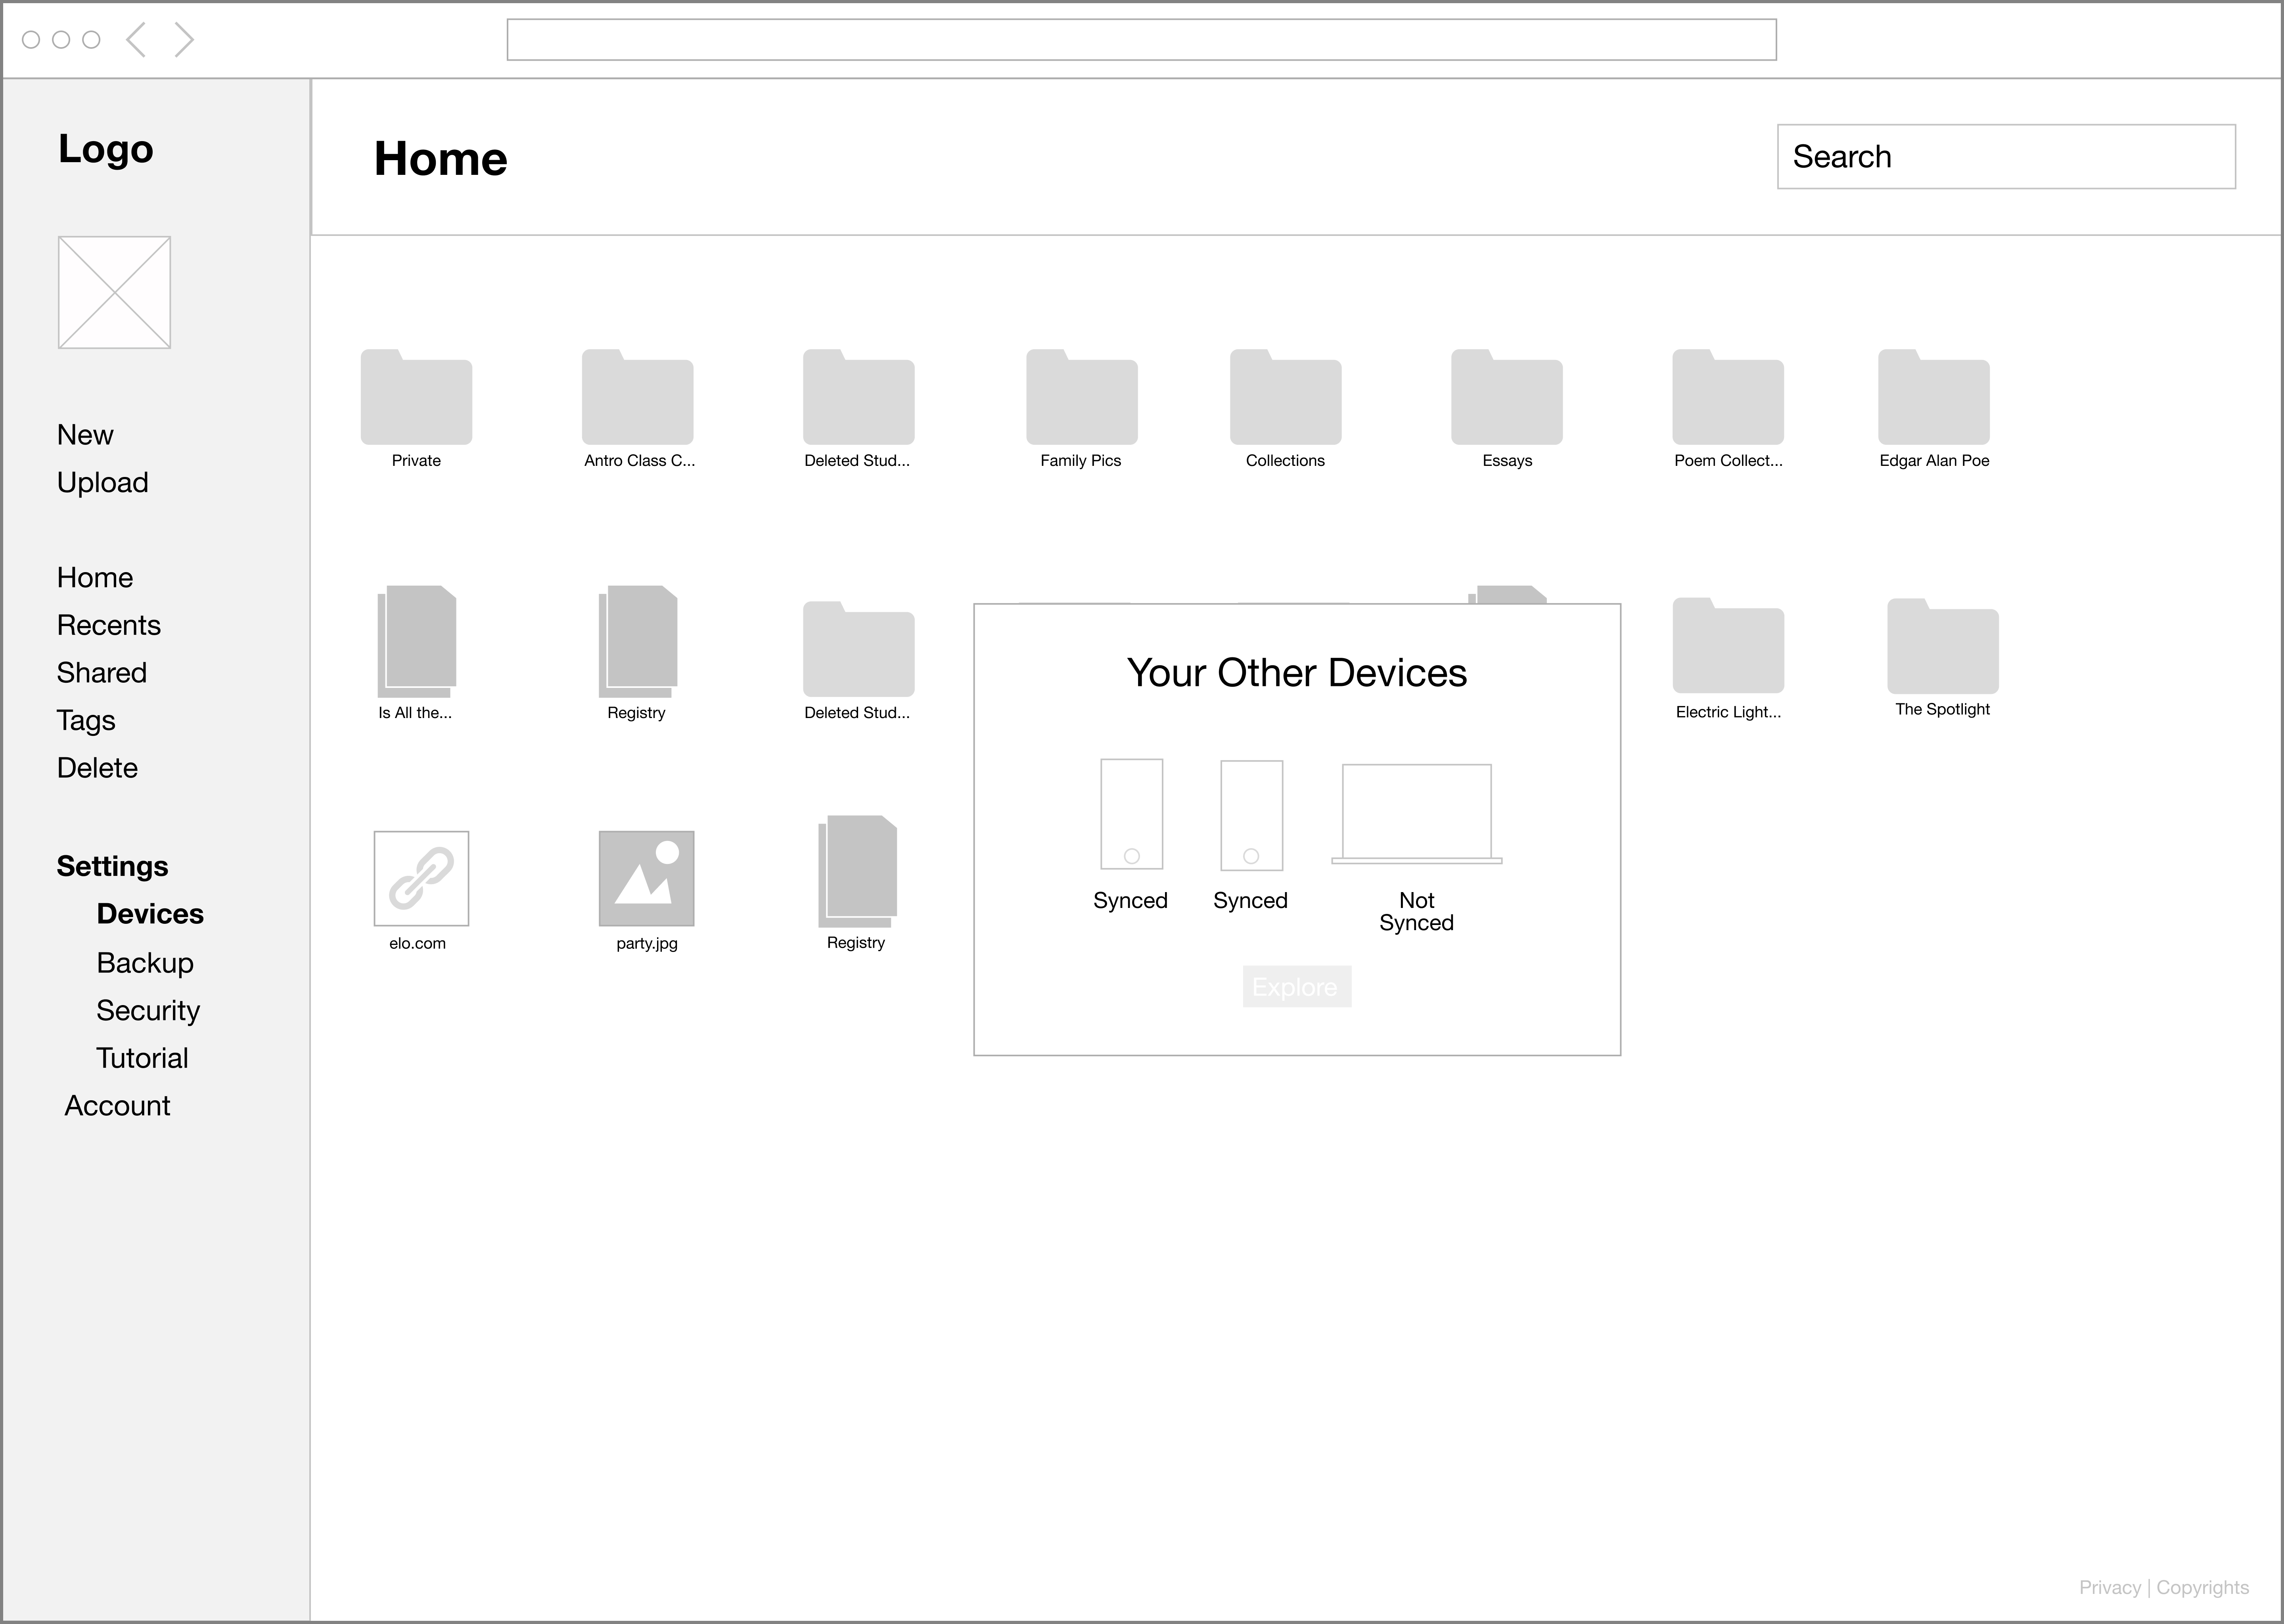 Logo
New
Upload
Home
Recents
Shared
Tags
Delete
Settings
Devices
Backup
Security
Tutorial
Account
Home
Search
Private
Antro Class C...
Deleted Stud...
Family Pics
Collections
Essays
Poem Collect...
Edgar Alan Poe
Is All the...
Registry
Deleted Stud...
Electric Light...
The Spotlight
elo.com
party.jpg
Registry
Your Other Devices
Synced
Synced
Not
Synced
Explore
Privacy | Copyrights